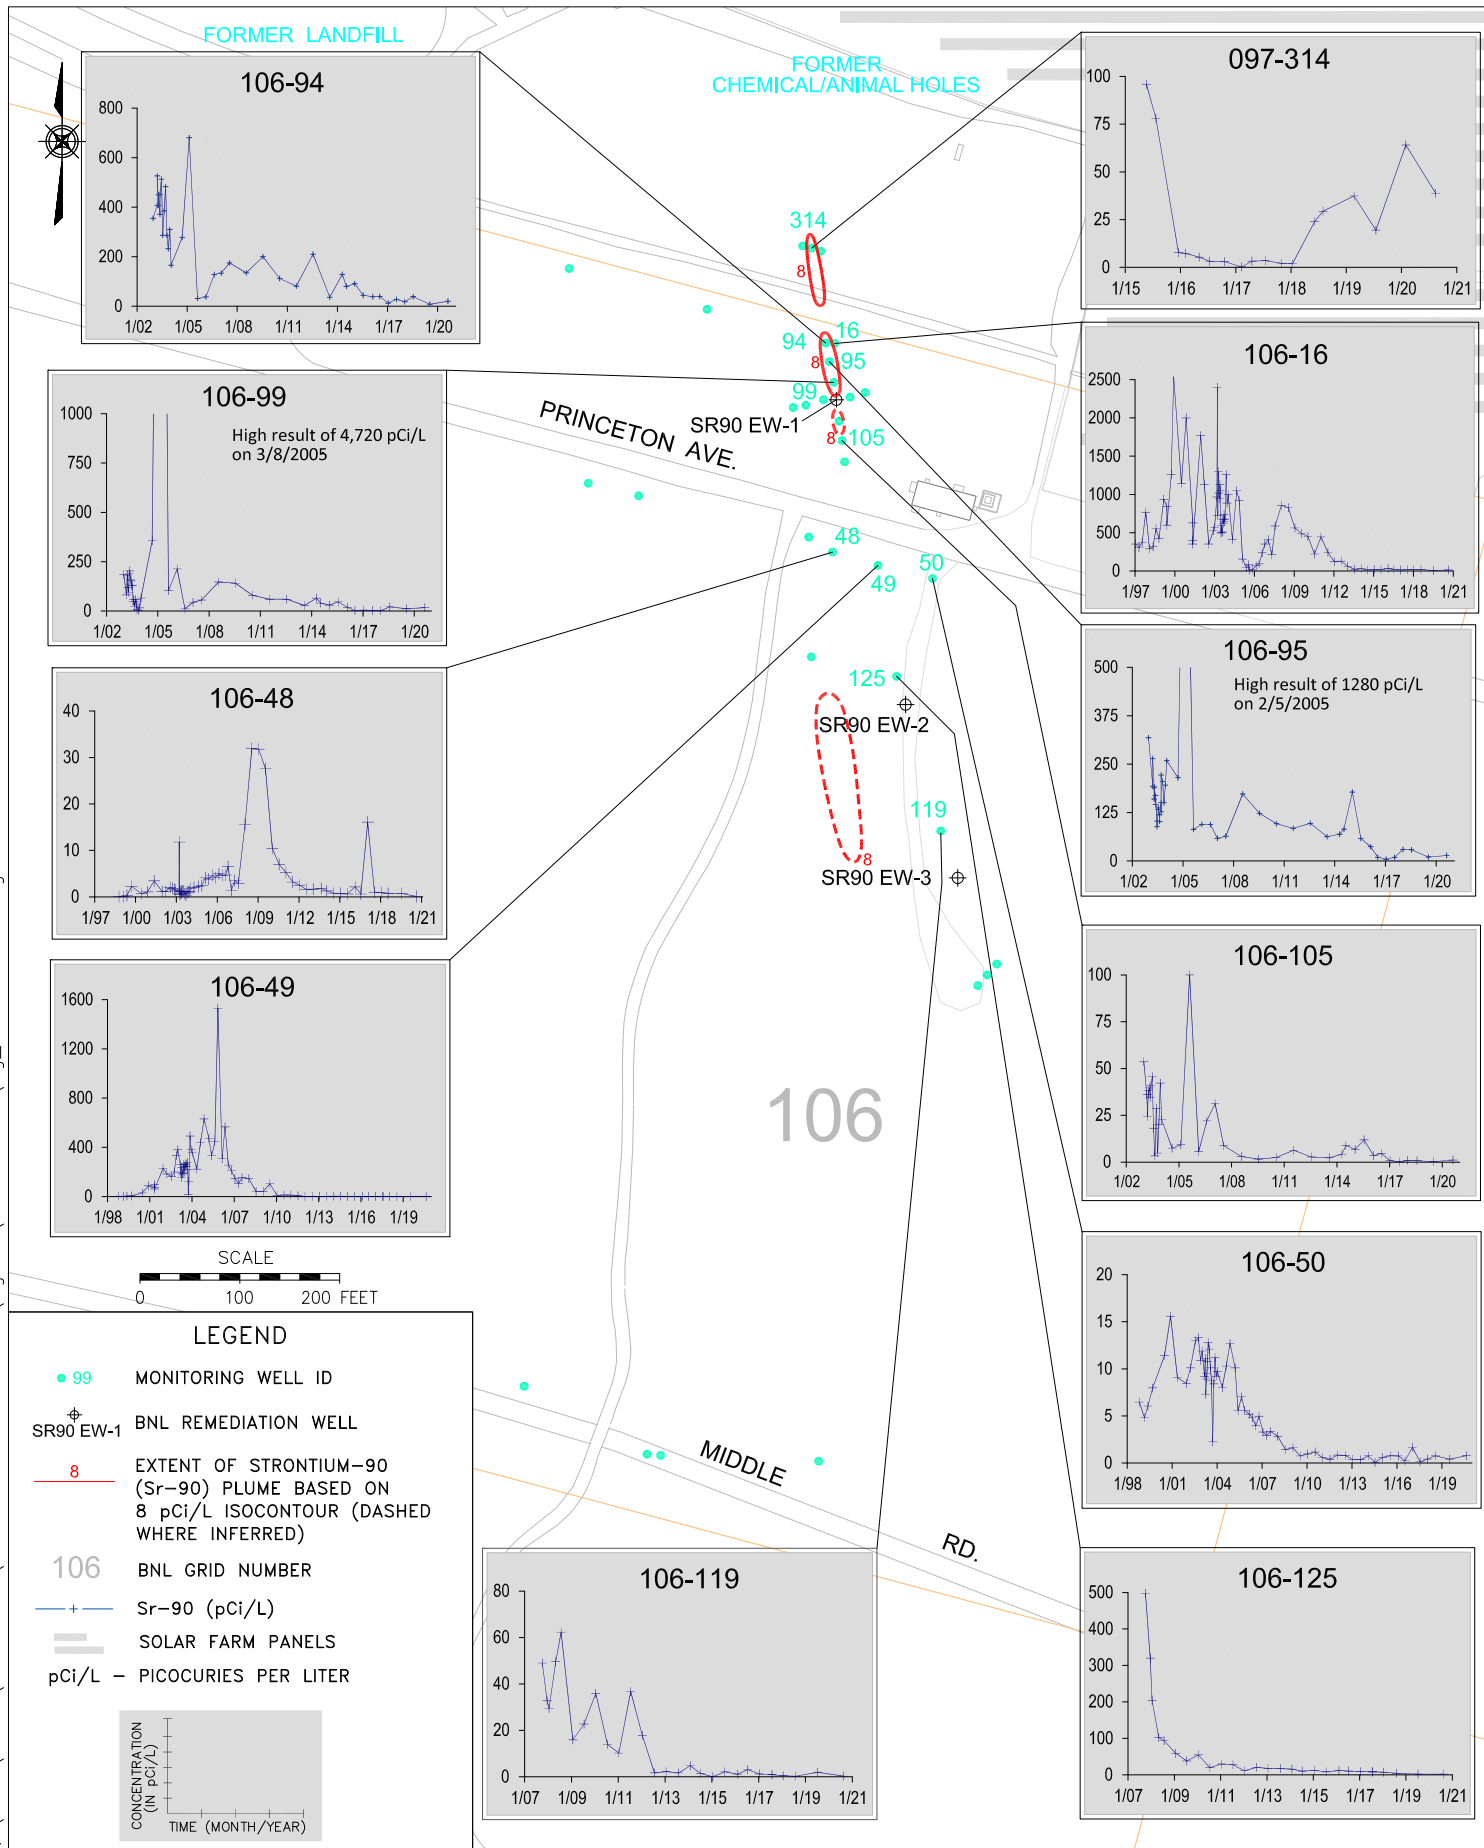 FORMER LANDFILL
FORMER
CHEMICAL/ANIMAL HOLES
106-94
800
600
400
200
0
1/02 1/05 1/08 1/11 1/14 1/17 1/20
097-314
100
75
50
25
0
1/15 1/16 1/17 1/18 1/19 1/20 1/21
314
8
94
16
8
95
99
SR90 EW-1
8
105
PRINCETON AVE.
106-99
High result of 4,720 pCi/L
on 3/8/2005
1000
750
500
250
0
1/02 1/05 1/08 1/11 1/14 1/17 1/20
106-16
2500
2000
1500
1000
500
0
1/97 1/00 1/03 1/06 1/09 1/12 1/15 1/18 1/21
48
49
50
125
SR90 EW-2
119
8
SR90 EW-3
106-48
40
30
20
10
0
1/97 1/00 1/03 1/06 1/09 1/12 1/15 1/18 1/21
106-95
High result of 1280 pCi/L
on 2/5/2005
500
375
250
125
0
1/02 1/05 1/08 1/11 1/14 1/17 1/20
106-49
1600
1200
800
400
0
1/98 1/01 1/04 1/07 1/10 1/13 1/16 1/19
106-105
100
75
50
25
0
1/02 1/05 1/08 1/11 1/14 1/17 1/20
106
SCALE
0 100 200 FEET
106-50
20
15
10
5
0
1/98 1/01 1/04 1/07 1/10 1/13 1/16 1/19
LEGEND
99 MONITORING WELL ID
SR90 EW-1 BNL REMEDIATION WELL
8 EXTENT OF STRONTIUM-90
(Sr-90) PLUME BASED ON
8 pCi/L ISOCONTOUR (DASHED
WHERE INFERRED)
106 BNL GRID NUMBER
Sr-90 (pCi/L)
SOLAR FARM PANELS
pCi/L - PICOCURIES PER LITER
CONCENTRATION
(IN pCi/L)
TIME (MONTH/YEAR)
MIDDLE RD.
106-119
80
60
40
20
0
1/07 1/09 1/11 1/13 1/15 1/17 1/19 1/21
106-125
500
400
300
200
100
0
1/07 1/09 1/11 1/13 1/15 1/17 1/19 1/21